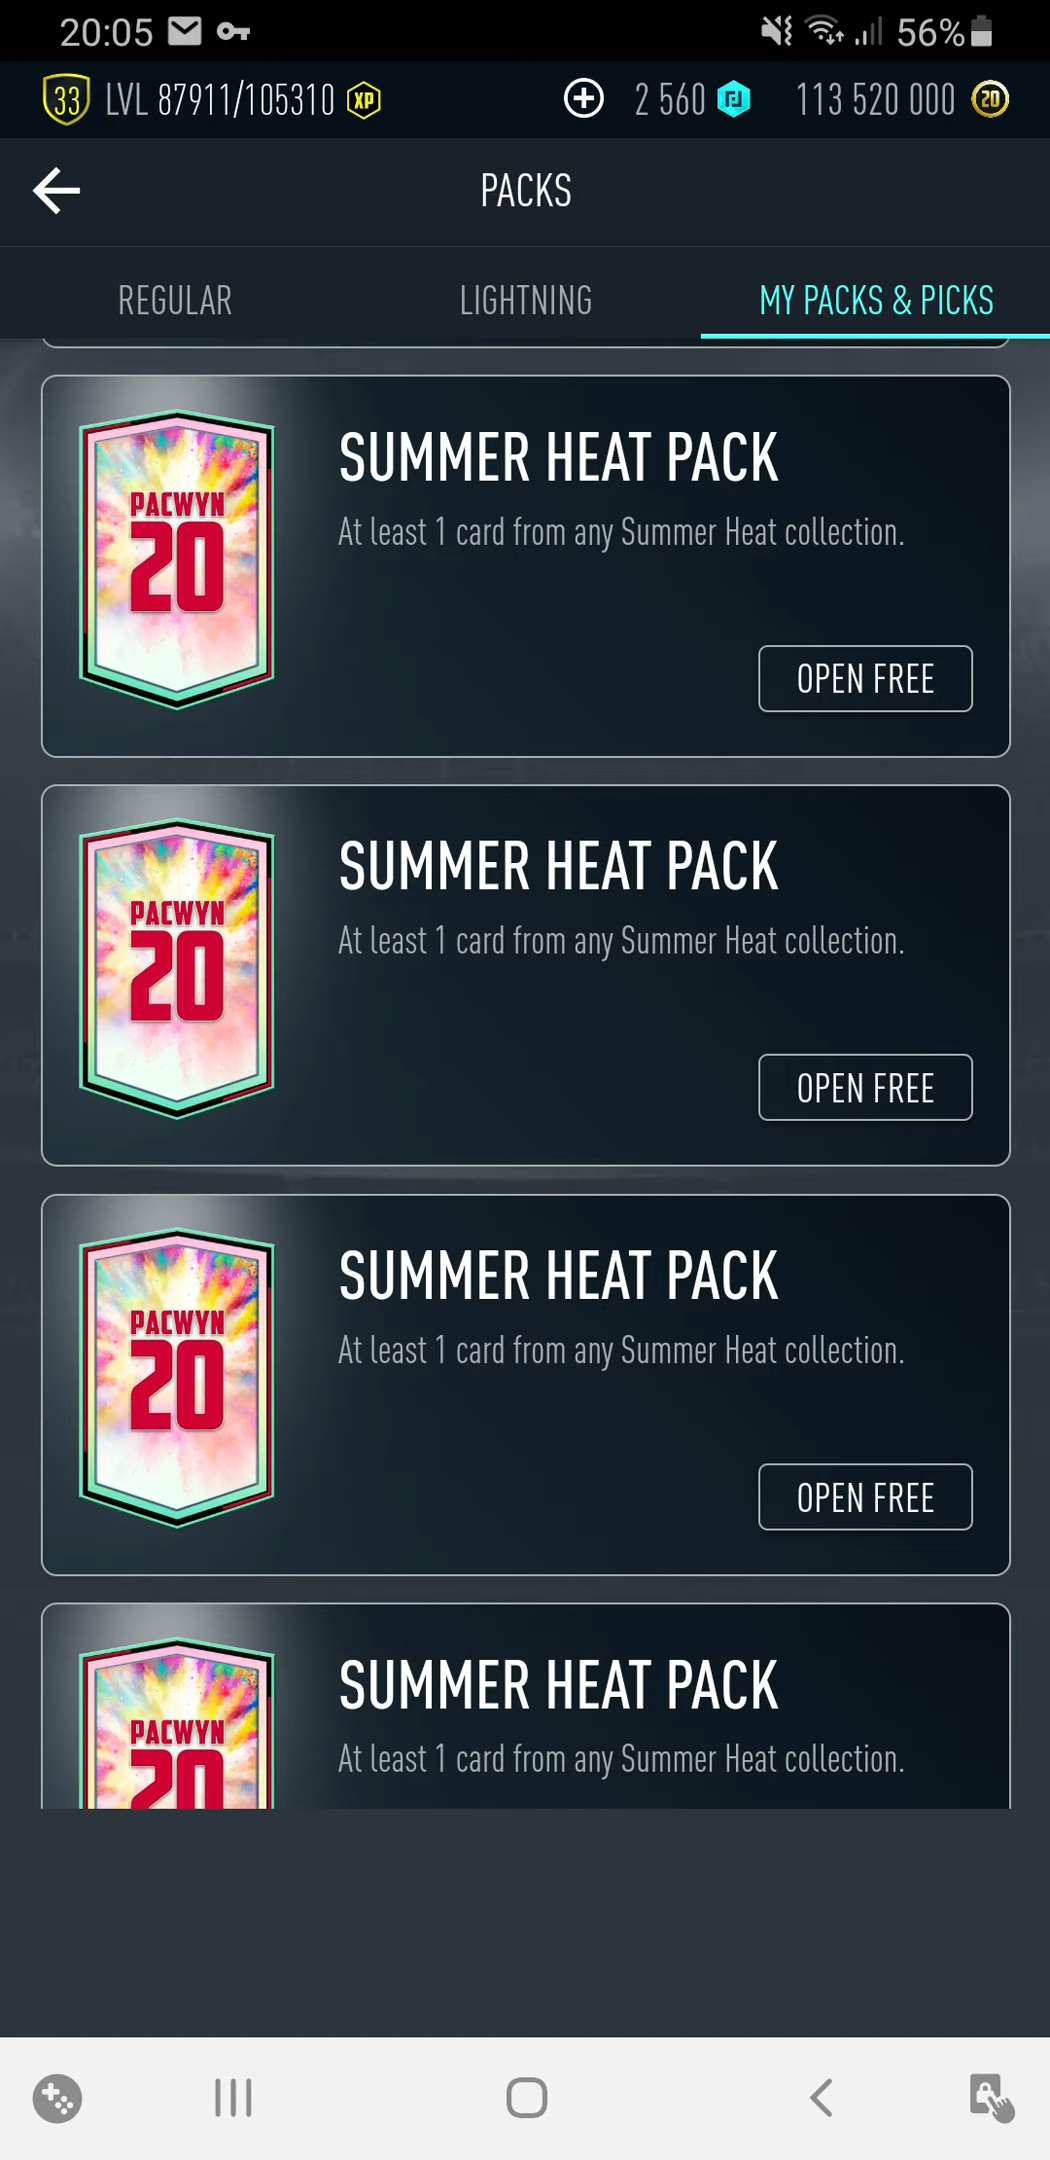 20:05 56%
33 LVL 87911/105310 XP 2 560 113 520 000 20
PACKS
REGULAR LIGHTNING MY PACKS & PICKS
SUMMER HEAT PACK
At least 1 card from any Summer Heat collection.
PACWYN
20
OPEN FREE
SUMMER HEAT PACK
At least 1 card from any Summer Heat collection.
PACWYN
20
OPEN FREE
SUMMER HEAT PACK
At least 1 card from any Summer Heat collection.
PACWYN
20
OPEN FREE
SUMMER HEAT PACK
At least 1 card from any Summer Heat collection.
PACWYN
20